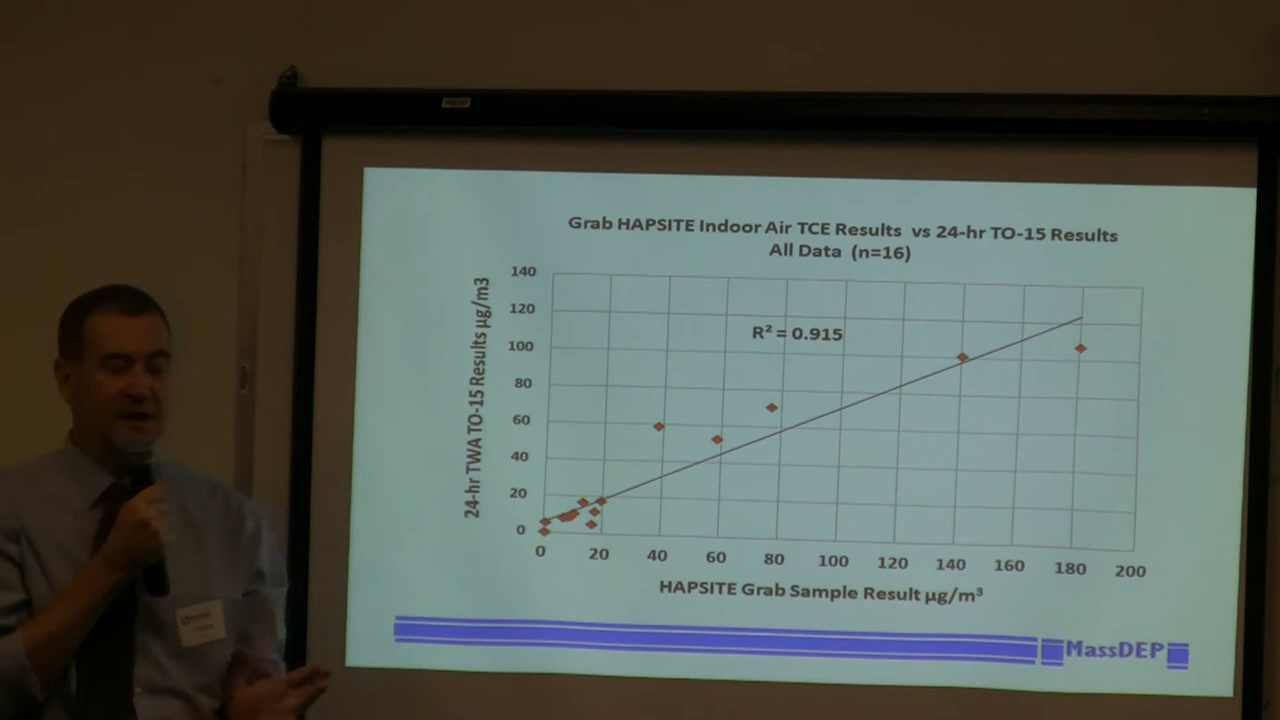 Grab HAPSITE Indoor Air TCE Results vs 24-hr TO-15 Results
All Data (n=16)
24-hr TWA TO-15 Results µg/m3
140
120
100
80
60
40
20
0
R² = 0.915
0 20 40 60 80 100 120 140 160 180 200
HAPSITE Grab Sample Result µg/m³
MassDEP